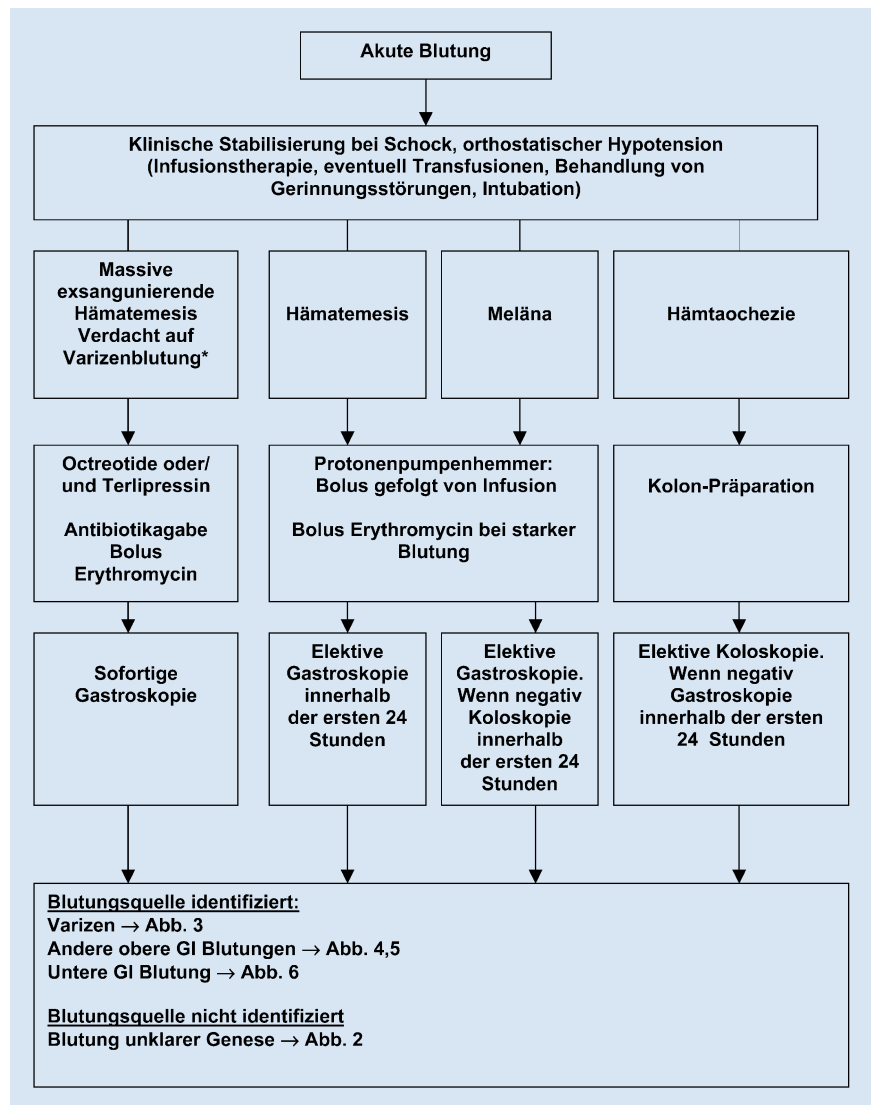 Akute Blutung
Klinische Stabilisierung bei Schock, orthostatischer Hypotension
(Infusionstherapie, eventuell Transfusionen, Behandlung von
Gerinnungsstörungen, Intubation)
Massive
exsangunierende
Hämatemesis
Verdacht auf
Varizenblutung*
Hämatemesis
Meläna
Hämtaochezie
Octreotide oder/
und Terlipressin
Antibiotikagabe
Bolus
Erythromycin
Protonenpumpenhemmer:
Bolus gefolgt von Infusion
Bolus Erythromycin bei starker
Blutung
Kolon-Präparation
Sofortige
Gastroskopie
Elektive
Gastroskopie
innerhalb
der ersten 24
Stunden
Elektive
Gastroskopie.
Wenn negativ
Koloskopie
innerhalb
der ersten 24
Stunden
Elektive Koloskopie.
Wenn negativ
Gastroskopie
innerhalb der ersten
24 Stunden
Blutungsquelle identifiziert:
Varizen → Abb. 3
Andere obere GI Blutungen → Abb. 4,5
Untere GI Blutung → Abb. 6
Blutungsquelle nicht identifiziert
Blutung unklarer Genese → Abb. 2